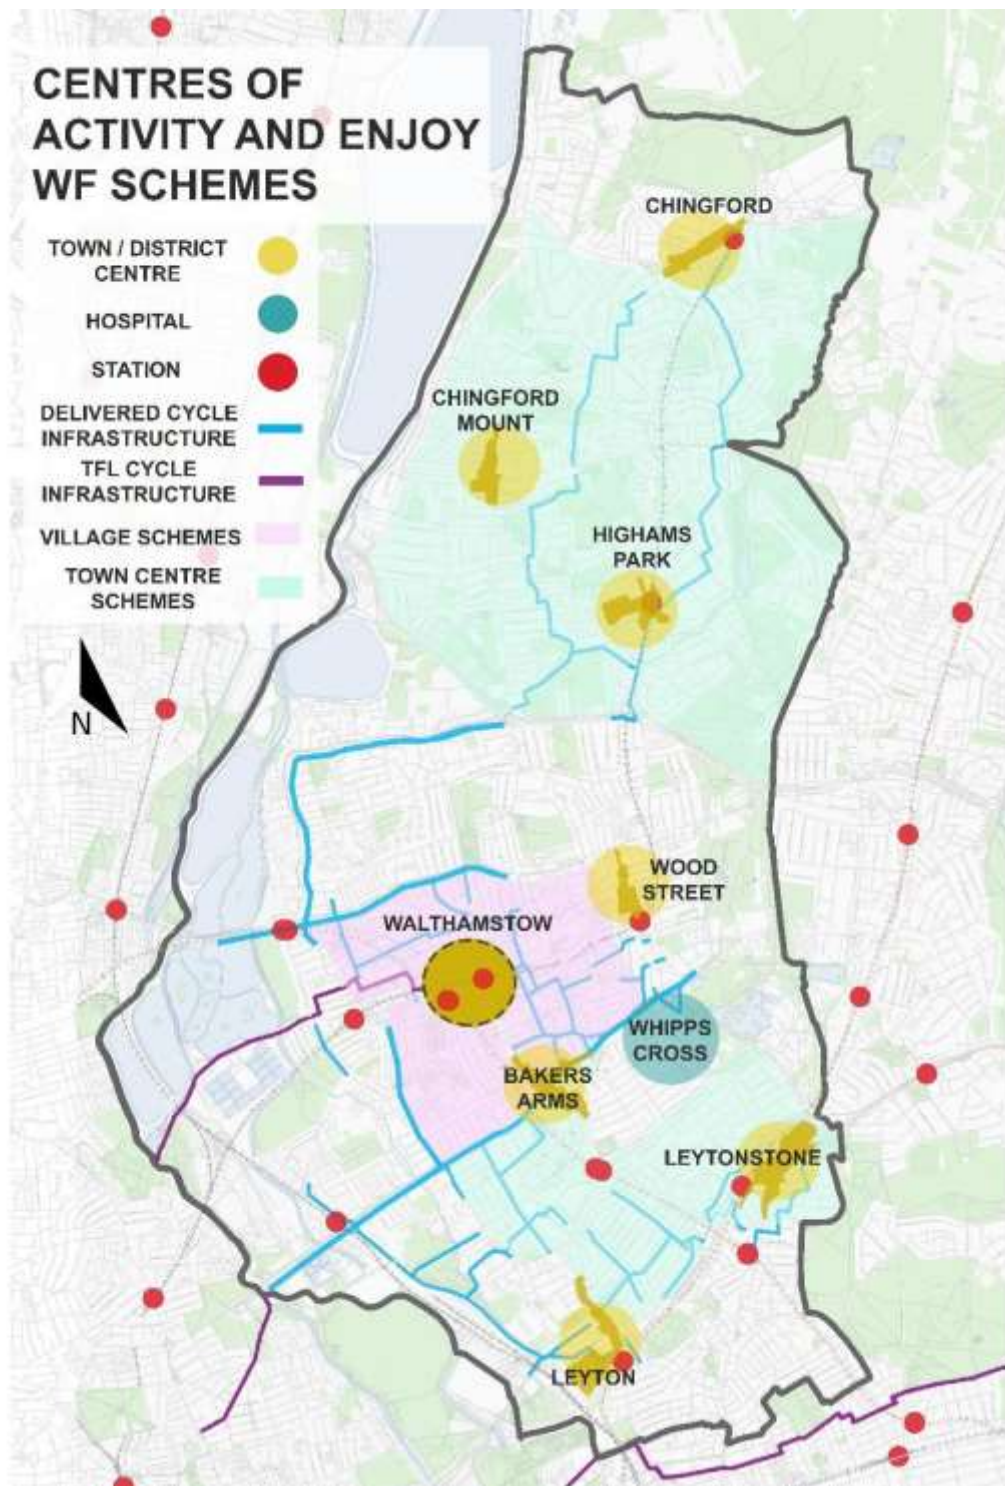 CENTRES OF
ACTIVITY AND ENJOY
WF SCHEMES
TOWN / DISTRICT
CENTRE
HOSPITAL
STATION
DELIVERED CYCLE
INFRASTRUCTURE
TFL CYCLE
INFRASTRUCTURE
VILLAGE SCHEMES
TOWN CENTRE
SCHEMES
N
CHINGFORD
CHINGFORD
MOUNT
HIGHAMS
PARK
WOOD
STREET
WALTHAMSTOW
WHIPPS
CROSS
BAKERS
ARMS
LEYTONSTONE
LEYTON